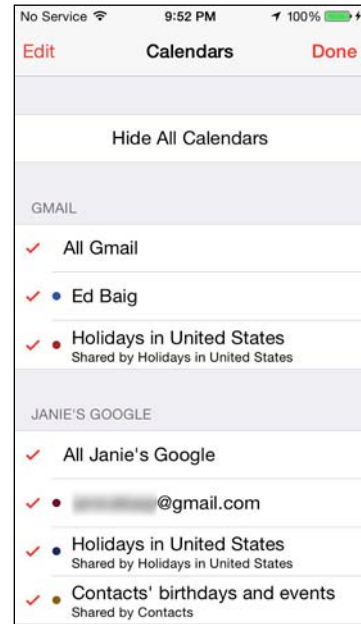 No Service 9:52 PM 100%
Edit Calendars Done
Hide All Calendars
GMAIL
All Gmail
Ed Baig
Holidays in United States
Shared by Holidays in United States
JANIE'S GOOGLE
All Janie's Google
@gmail.com
Holidays in United States
Shared by Holidays in United States
Contacts' birthdays and events
Shared by Contacts